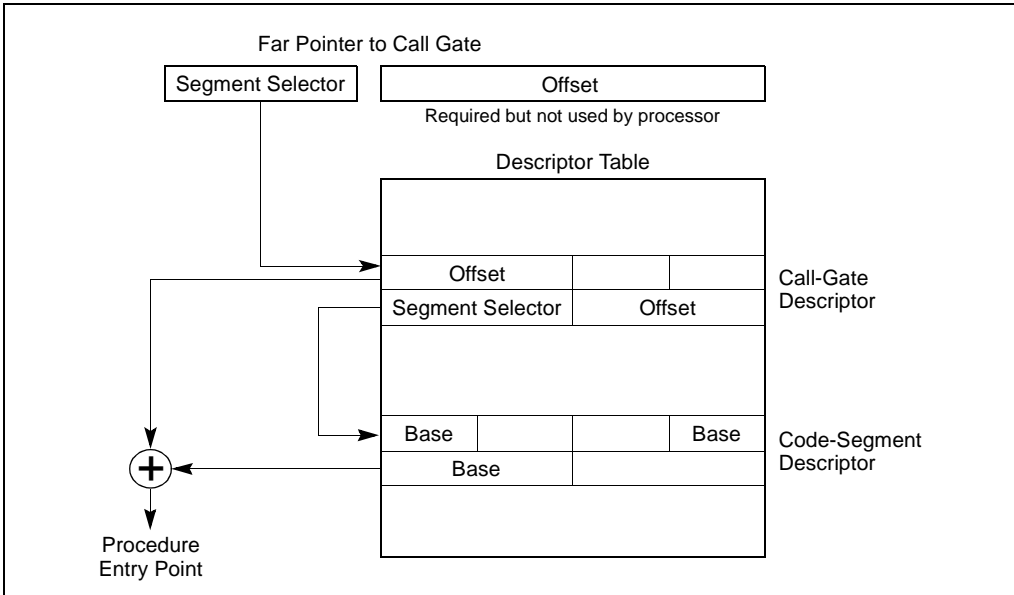 Far Pointer to Call Gate
Segment Selector
Offset
Required but not used by processor
Descriptor Table
Offset
Segment Selector
Offset
Call-Gate
Descriptor
Base
Base
Base
Code-Segment
Descriptor
+
Procedure
Entry Point